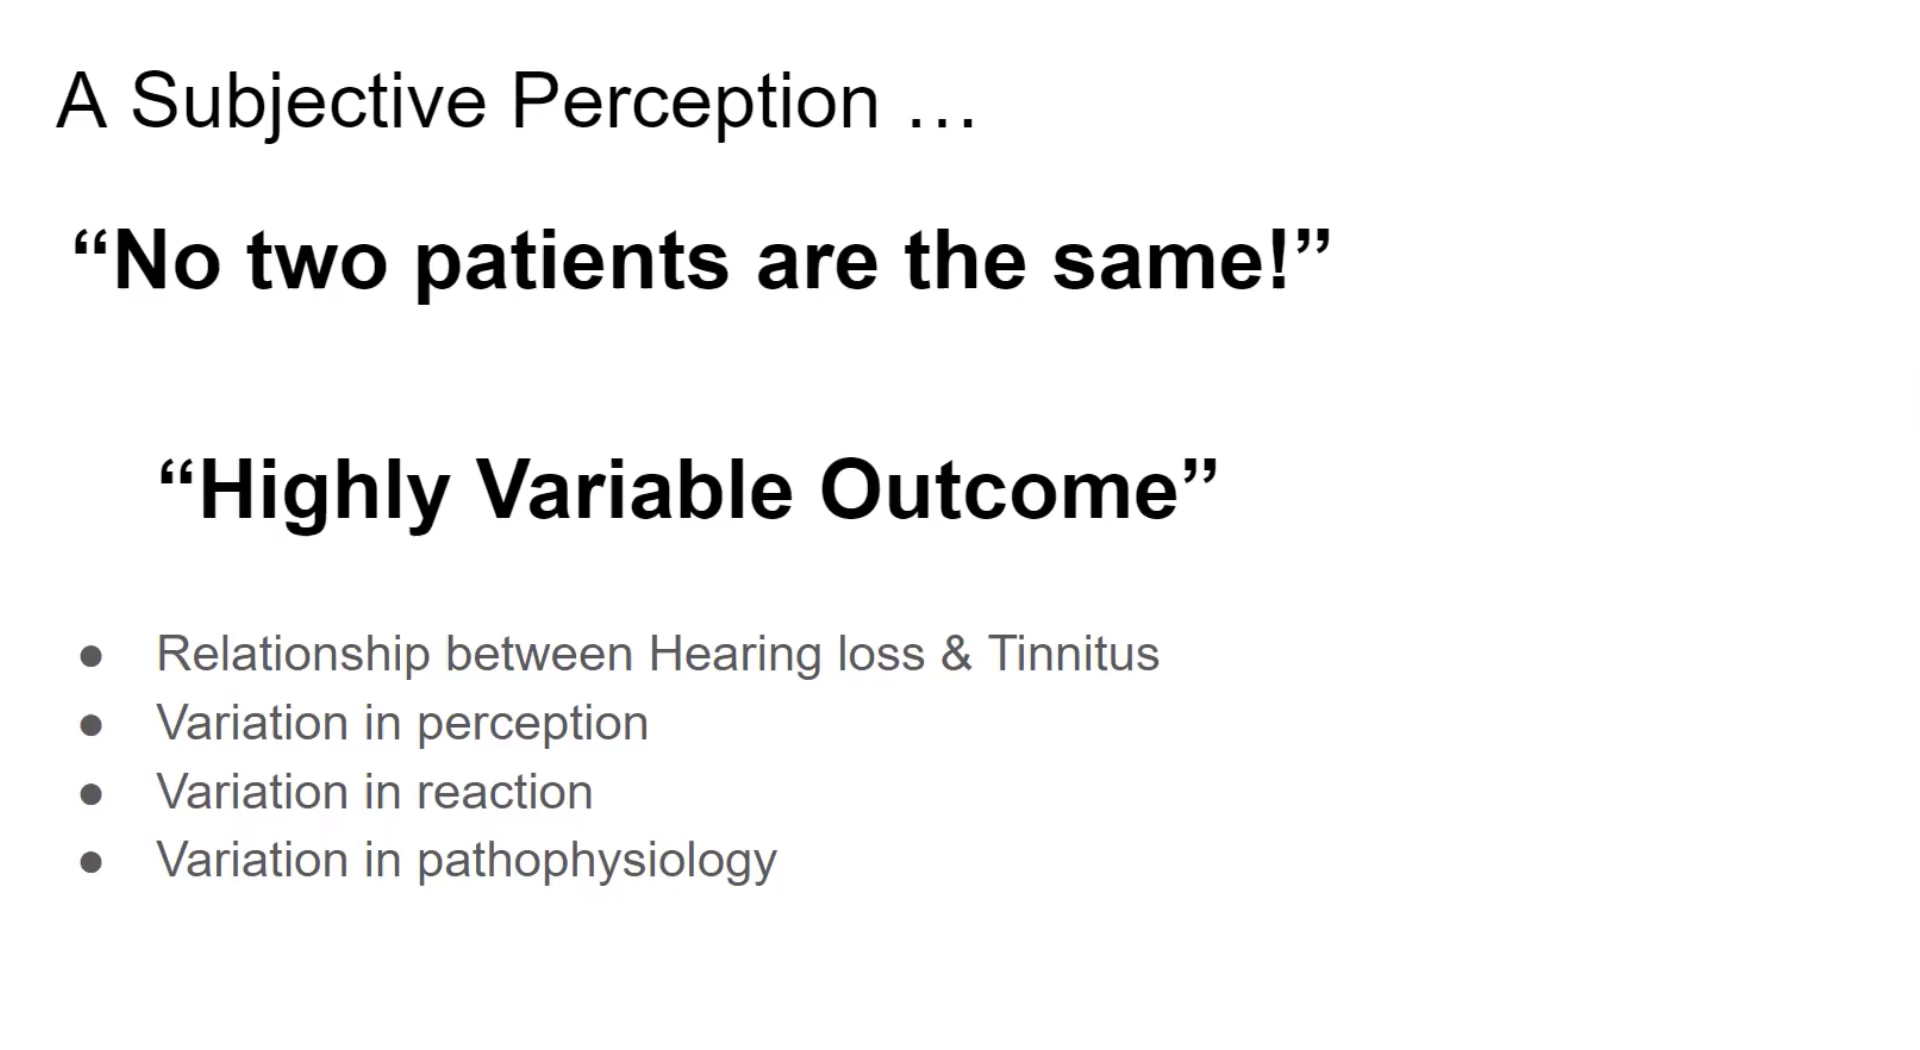 A Subjective Perception …
“No two patients are the same!”
“Highly Variable Outcome”
● Relationship between Hearing loss & Tinnitus
● Variation in perception
● Variation in reaction
● Variation in pathophysiology